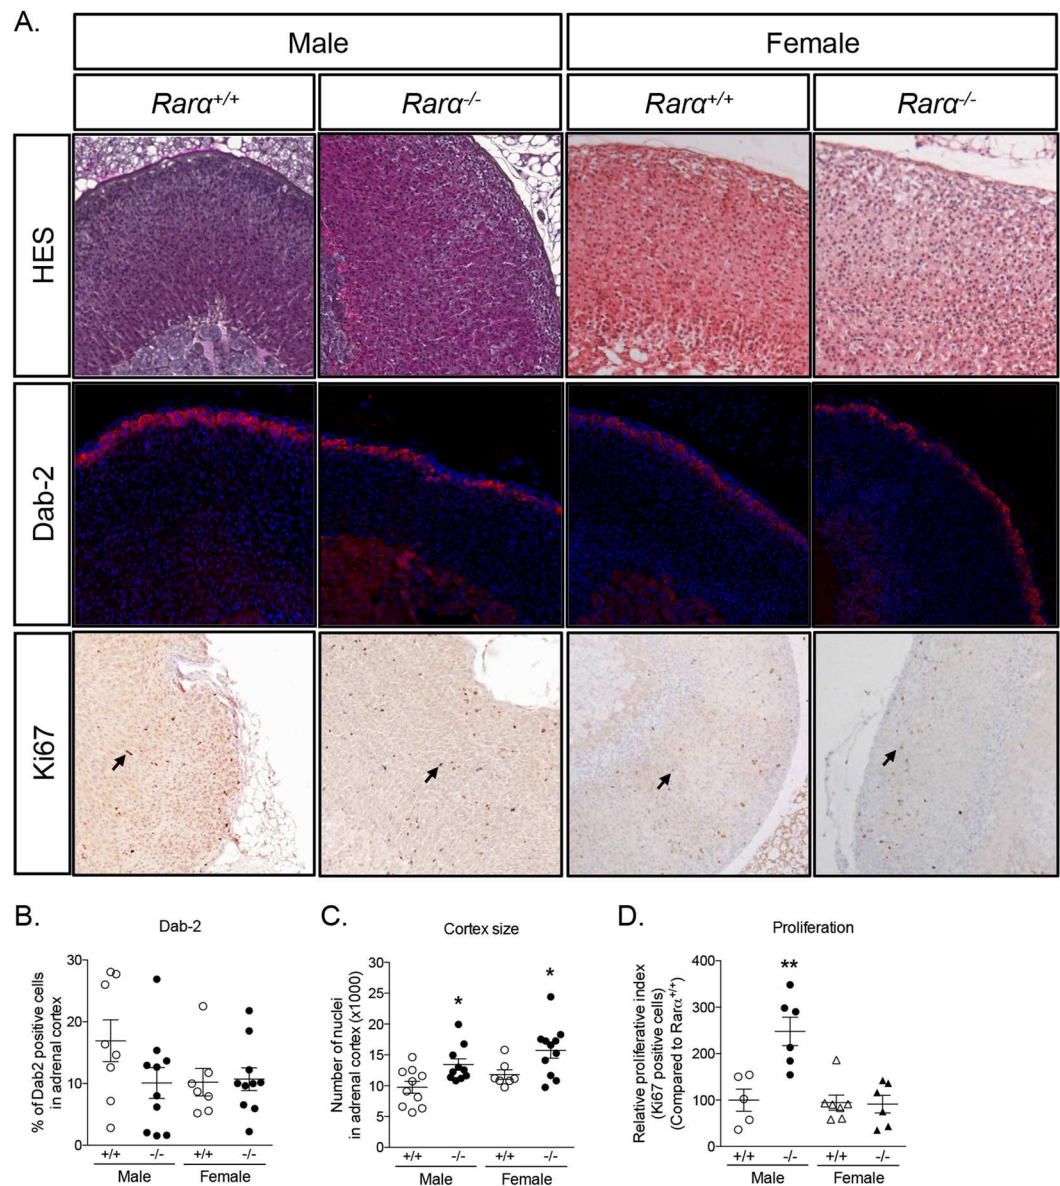 A.
Male
Female
Rarα+/+
Rarα-/-
Rarα+/+
Rarα-/-
HES
Dab-2
Ki67
B.
Dab-2
% of Dab2 positive cells
in adrenal cortex
30
20
10
0
+/+
-/-
+/+
-/-
Male
Female
C.
Cortex size
Number of nuclei
in adrenal cortex (x1000)
30
25
20
15
10
5
0
*
*
+/+
-/-
+/+
-/-
Male
Female
D.
Proliferation
Relative proliferative index
(Ki67 positive cells)
(Compared to Rarα+/+)
400
300
200
100
0
**
+/+
-/-
+/+
-/-
Male
Female